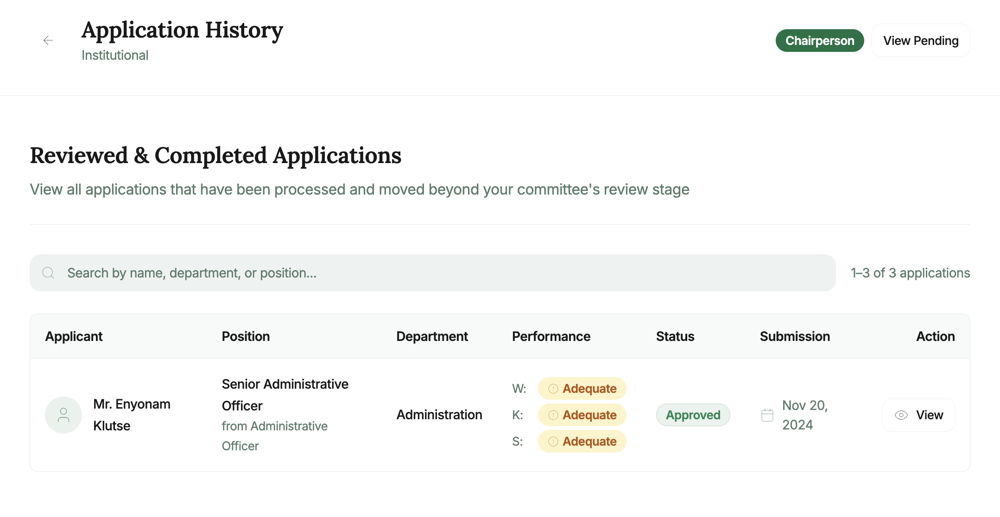 Application History
Institutional
Chairperson
View Pending
Reviewed & Completed Applications
View all applications that have been processed and moved beyond your committee's review stage
Search by name, department, or position...
1–3 of 3 applications
Applicant
Position
Department
Performance
Status
Submission
Action
Mr. Enyonam
Klutse
Senior Administrative
Officer
from Administrative
Officer
Administration
W: Adequate
K: Adequate
S: Adequate
Approved
Nov 20,
2024
View